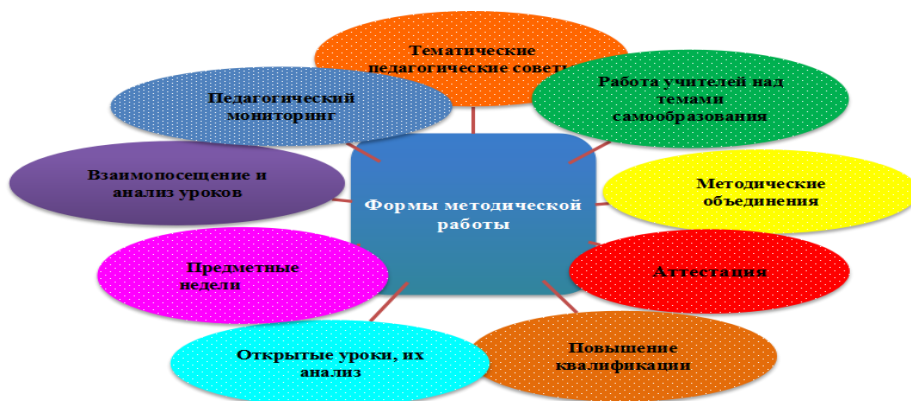 Тематические
педагогические советы
Работа учителей над
темами
самообразования
Педагогический
мониторинг
Взаимопосещение и
анализ уроков
Методические
объединения
Формы методической
работы
Предметные
недели
Аттестация
Открытые уроки, их
анализ
Повышение
квалификации